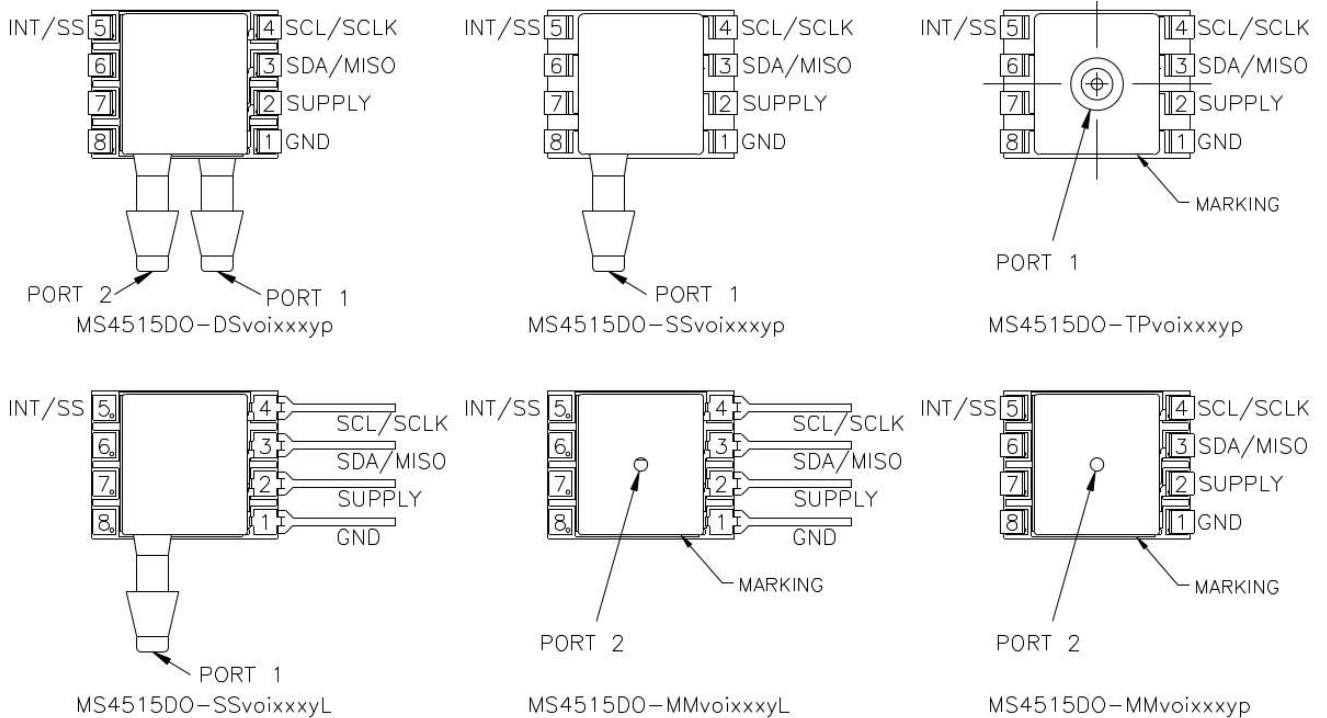 INT/SS 5 4 SCL/SCLK
6 3 SDA/MISO
7 2 SUPPLY
8 1 GND
PORT 2
PORT 1
MS4515DO-DSvoixxxyp
INT/SS 5 4 SCL/SCLK
6 3 SDA/MISO
7 2 SUPPLY
8 1 GND
PORT 1
MS4515DO-SSvoixxxyp
INT/SS 5 4 SCL/SCLK
6 3 SDA/MISO
7 2 SUPPLY
8 1 GND
MARKING
PORT 1
MS4515DO-TPvoixxxyp
INT/SS 5. 4 SCL/SCLK
6. 3 SDA/MISO
7. 2 SUPPLY
8. 1 GND
PORT 1
MS4515DO-SSvoixxxyL
INT/SS 5. 4 SCL/SCLK
6. 3 SDA/MISO
7. 2 SUPPLY
8. 1 GND
MARKING
PORT 2
MS4515DO-MMvoixxxyL
INT/SS 5 4 SCL/SCLK
6 3 SDA/MISO
7 2 SUPPLY
8 1 GND
MARKING
PORT 2
MS4515DO-MMvoixxxyp